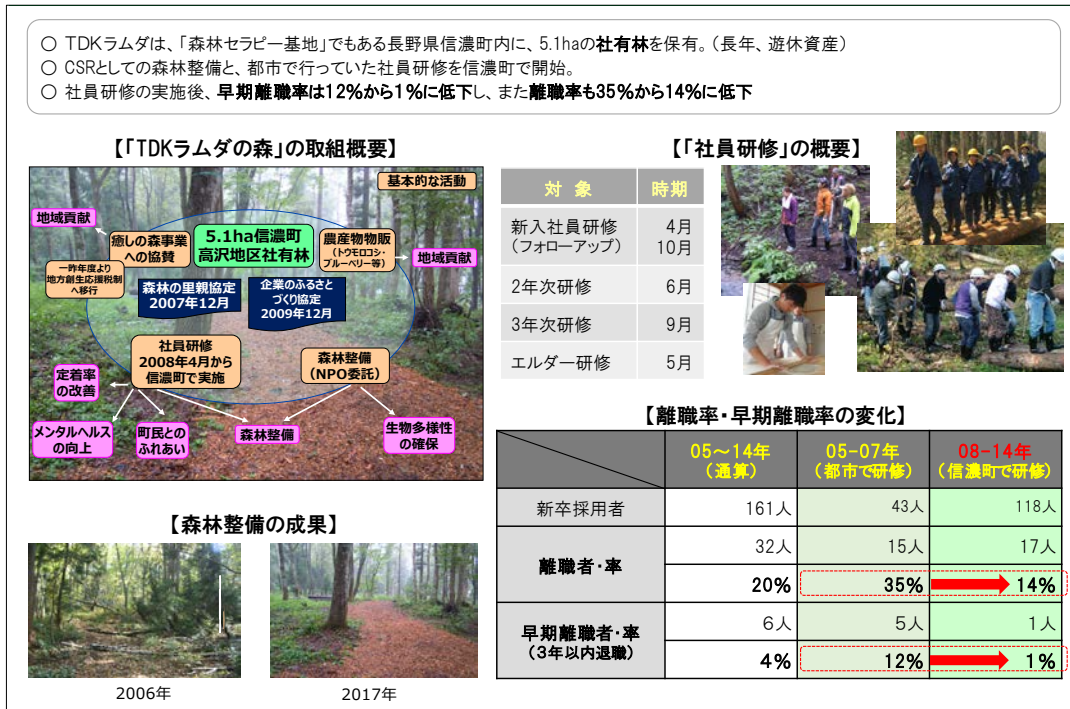 ○ TDKラムダは、「森林セラピー基地」でもある長野県信濃町内に、5.1haの社有林を保有。（長年、遊休資産）
○ CSRとしての森林整備と、都市で行っていた社員研修を信濃町で開始。
○ 社員研修の実施後、早期離職率は12％から1％に低下し、また離職率も35％から14％に低下
【「TDKラムダの森」の取組概要】
基本的な活動
地域貢献
癒しの森事業
への協賛
5.1ha信濃町
高沢地区社有林
農産物物販
（トウモロコシ・
ブルーベリー等）
地域貢献
一昨年度より
地方創生応援税制
へ移行
森林の里親協定
2007年12月
企業のふるさと
づくり協定
2009年12月
社員研修
2008年4月から
信濃町で実施
森林整備
（NPO委託）
定着率
の改善
メンタルヘルス
の向上
町民との
ふれあい
森林整備
生物多様性
の確保
【森林整備の成果】
2006年
2017年
【「社員研修」の概要】
対 象 時期
新入社員研修 4月
（フォローアップ） 10月
2年次研修 6月
3年次研修 9月
エルダー研修 5月
【離職率・早期離職率の変化】
05～14年 05-07年 08-14年
（通算） （都市で研修） （信濃町で研修）
新卒採用者 161人 43人 118人
離職者・率 32人 15人 17人
20% 35% 14%
早期離職者・率 6人 5人 1人
（3年以内退職） 4% 12% 1%